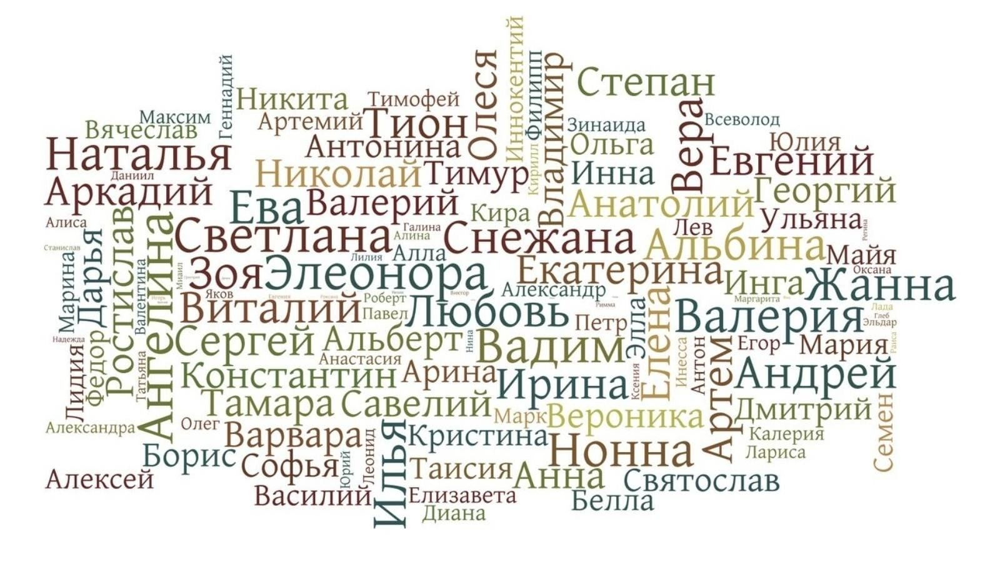 Иннокентий
Олеся
Филипп
Владимир
Геннадий
Степан
Никита
Тимофей
Вера
Максим
Артемий
Тион
Зинаида
Всеволод
Вячеслав
Антонина
Ольга
Юлия
Наталья
Кирилл
Евгений
Даниил
Николай
Тимур
Инна
Аркадий
Георгий
Ева
Валерий
Кира
Анатолий
Ульяна
Алиса
Ростислав
Ангелина
Светлана
Галина
Алина
Снежана
Лев
Регина
Альбина
Станислав
Дарья
Марина
Лилия
Алла
Майя
Валентина
Зоя
Элеонора
Екатерина
Оксана
Инга
Жанна
Яков
Евгения
Виктор
Александр
Игорь
Роберт
Маргарита
Виталий
Павел
Любовь
Римма
Элла
Елена
Валерия
Лада
Глеб
Эльдар
Петр
Надежда
Сергей
Альберт
Нина
Вадим
Егор
Мария
Раиса
Лидия
Федор
Татьяна
Анастасия
Инесса
Антон
Артем
Константин
Арина
Ирина
Ксения
Андрей
Тамара
Савелий
Марк
Вероника
Дмитрий
Семен
Александра
Олег
Варвара
Илья
Кристина
Калерия
Борис
Леонид
Нонна
Лариса
Софья
Юрий
Таисия
Анна
Святослав
Алексей
Василий
Елизавета
Белла
Диана